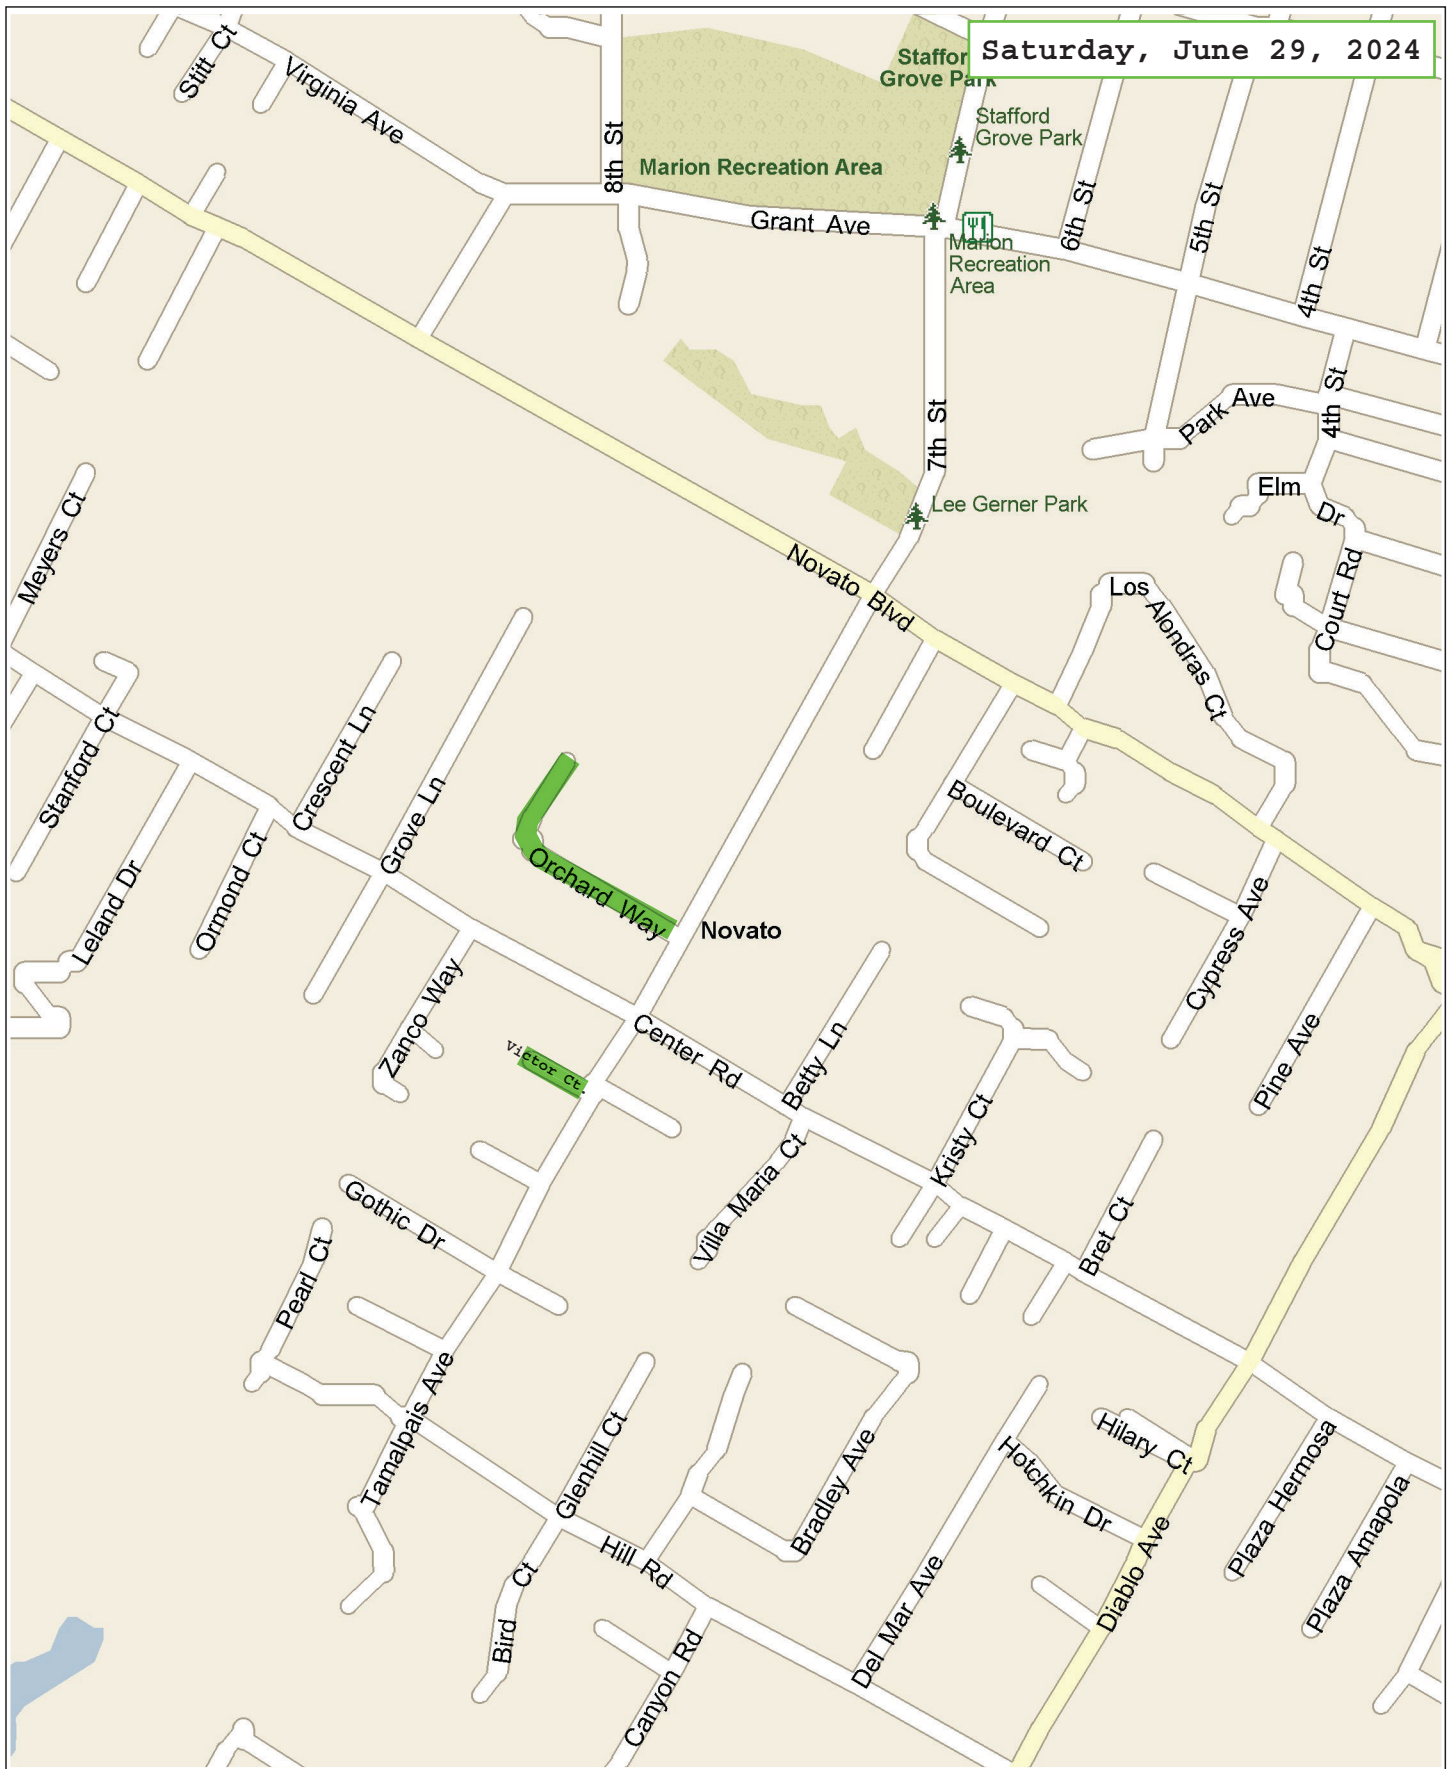 Saturday, June 29, 2024
Stitt Ct
Virginia Ave
8th St
Marion Recreation Area
Grove Park
Stafford
Grove Park
Grant Ave
Marion
Recreation
Area
6th St
5th St
4th St
7th St
Park Ave
4th St
Elm Dr
Court Rd
Lee Gerner Park
Novato Blvd
Los Alondras Ct
Meyers Ct
Stanford Ct
Crescent Ln
Grove Ln
Leland Dr
Ormond Ct
Orchard Way
Novato
Boulevard Ct
Cypress Ave
Pine Ave
Zanco Way
Victor Ct.
Center Rd
Betty Ln
Villa Maria Ct
Kristy Ct
Bret Ct
Gothic Dr
Pearl Ct
Tamalpais Ave
Glenhill Ct
Bradley Ave
Hilary Ct
Hotchkin Dr
Plaza Hermosa
Plaza Amapola
Hill Rd
Bird Ct
Canyon Rd
Del Mar Ave
Diablo Ave